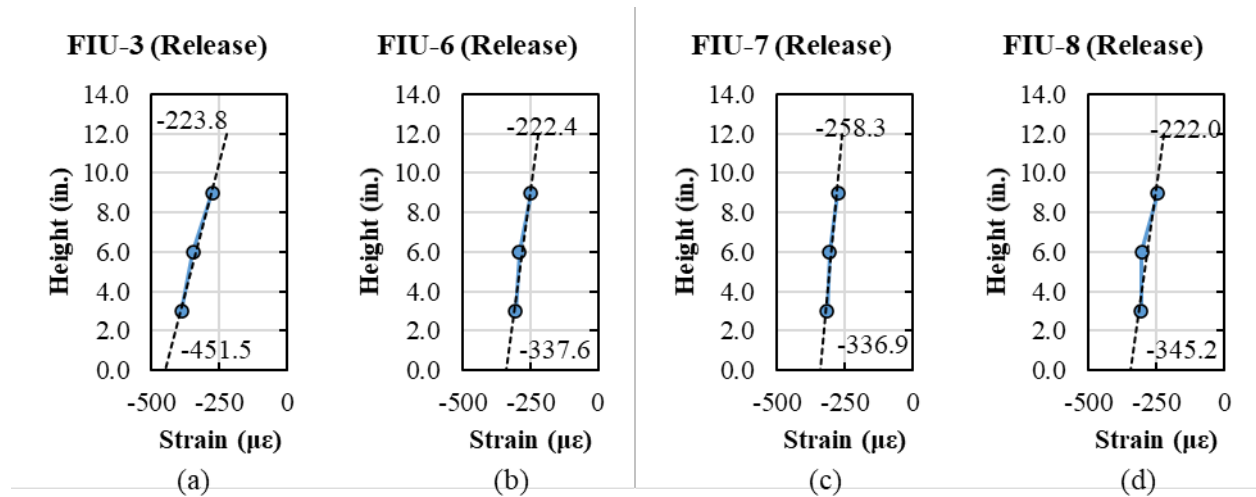 FIU-3 (Release)
14.0
12.0
10.0
8.0
6.0
4.0
2.0
0.0
Height (in.)
-223.8
-451.5
-500 -250 0
Strain (με)
(a)
FIU-6 (Release)
14.0
12.0
10.0
8.0
6.0
4.0
2.0
0.0
Height (in.)
-222.4
-337.6
-500 -250 0
Strain (με)
(b)
FIU-7 (Release)
14.0
12.0
10.0
8.0
6.0
4.0
2.0
0.0
Height (in.)
-258.3
-336.9
-500 -250 0
Strain (με)
(c)
FIU-8 (Release)
14.0
12.0
10.0
8.0
6.0
4.0
2.0
0.0
Height (in.)
-222.0
-345.2
-500 -250 0
Strain (με)
(d)